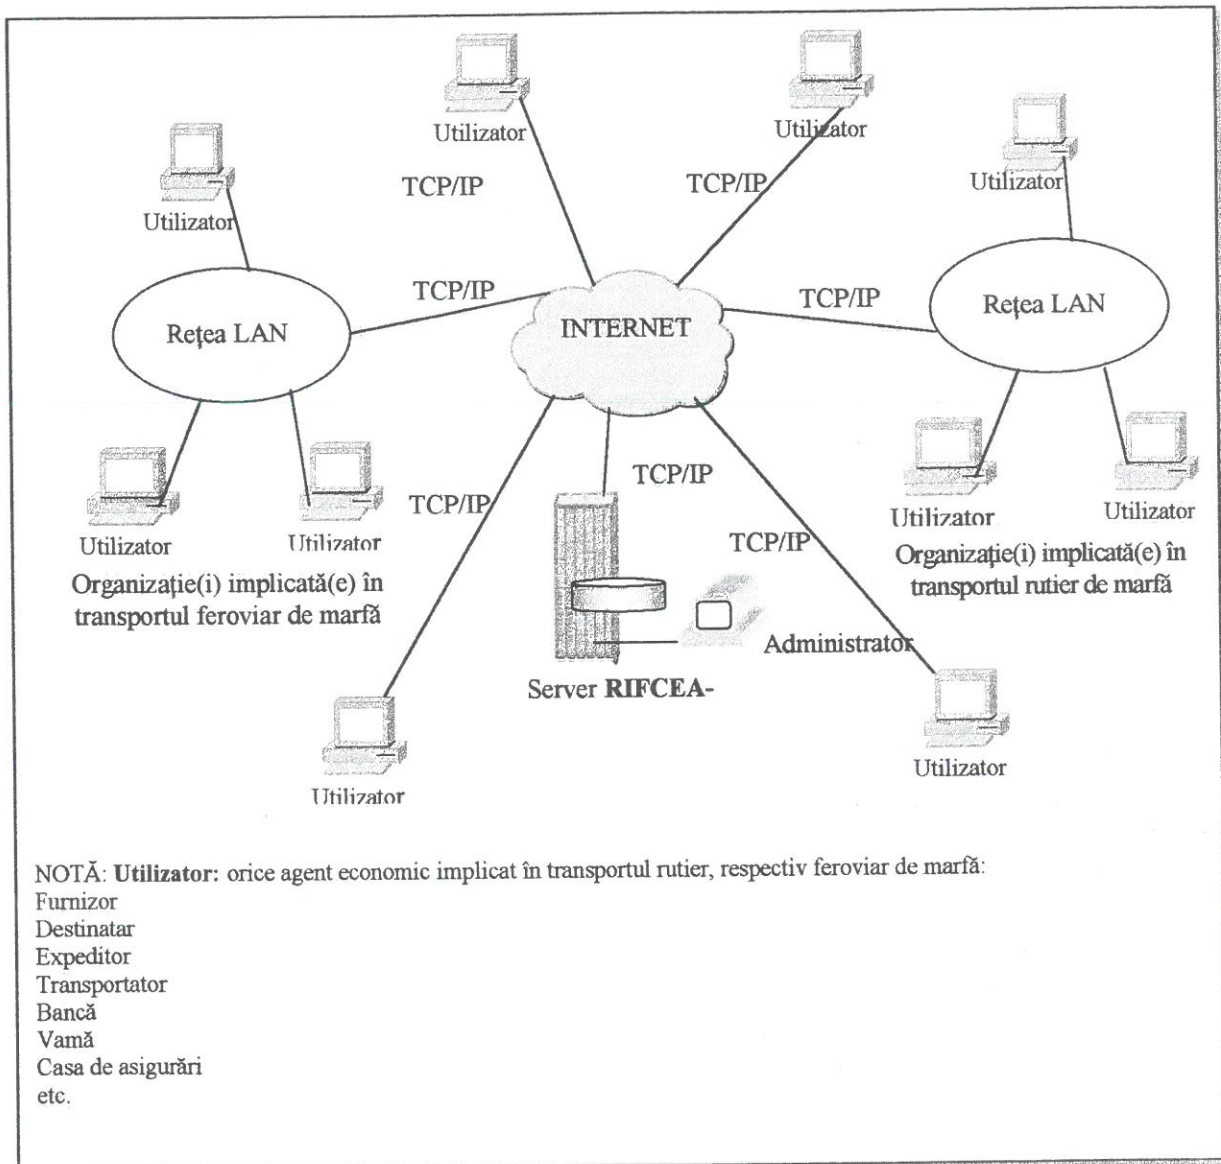 Utilizator
Utilizator
Utilizator
Utilizator
TCP/IP
TCP/IP
TCP/IP
TCP/IP
Rețea LAN
INTERNET
Rețea LAN
TCP/IP
TCP/IP
TCP/IP
Utilizator
Utilizator
Organizație(i) implicată(e) în
transportul feroviar de marfă
Utilizator
Utilizator
Organizație(i) implicată(e) în
transportul rutier de marfă
Administrator
Server RIFCEA-
Utilizator
Utilizator
NOTĂ: Utilizator: orice agent economic implicat în transportul rutier, respectiv feroviar de marfă:
Furnizor
Destinatar
Expeditor
Transportator
Bancă
Vamă
Casa de asigurări
etc.